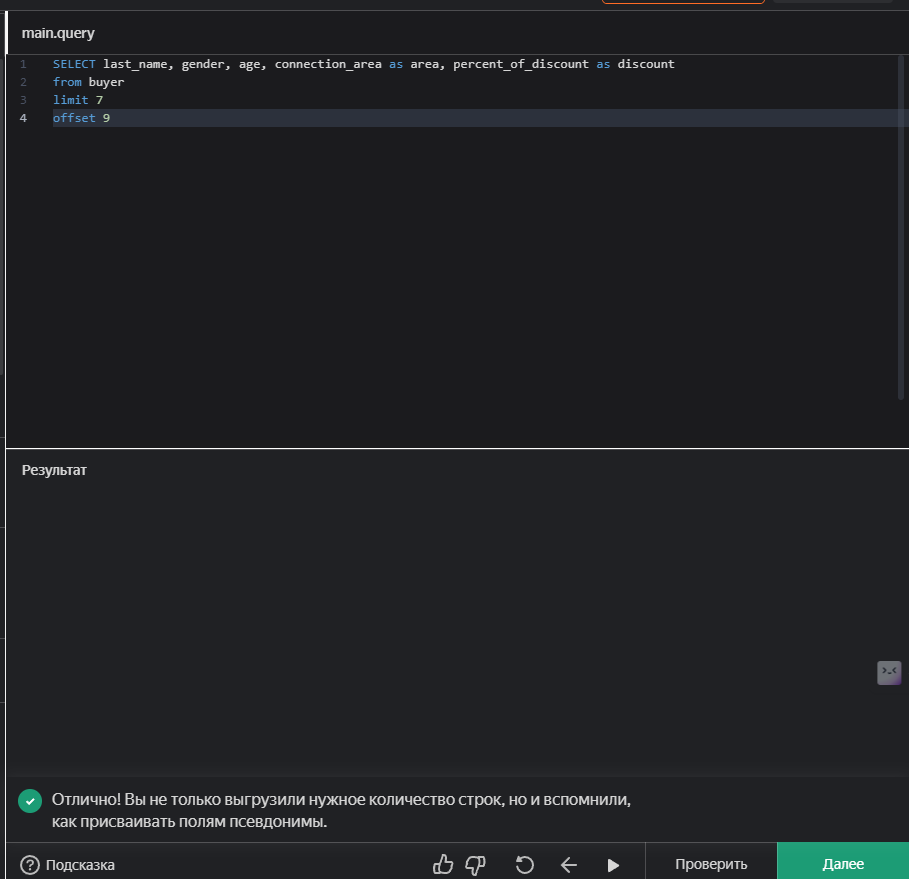 main.query
1 SELECT last_name, gender, age, connection_area as area, percent_of_discount as discount
2 from buyer
3 limit 7
4 offset 9
Результат
>-<
Отлично! Вы не только выгрузили нужное количество строк, но и вспомнили,
как присваивать полям псевдонимы.
? Подсказка
Проверить
Далее